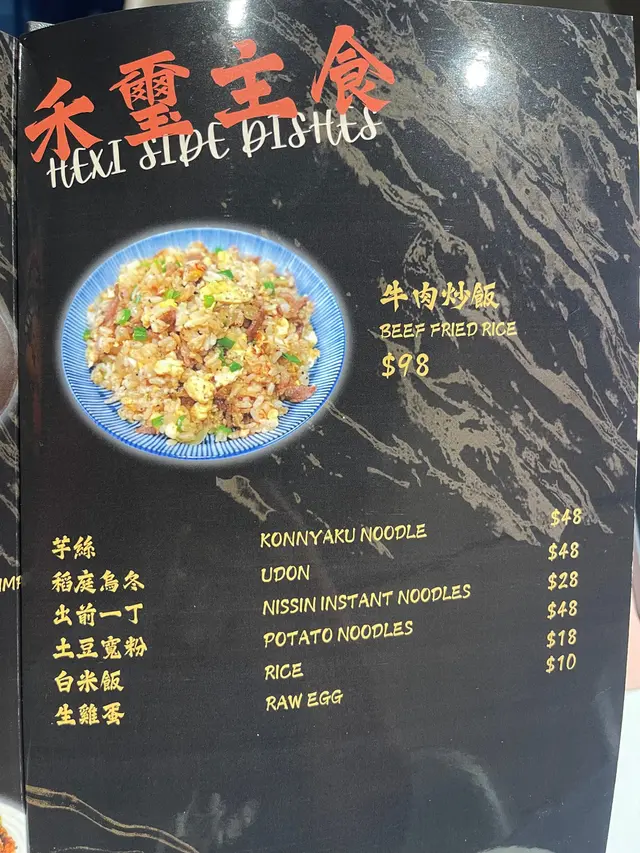 禾璽主食
HEXI SIDE DISHES
牛肉炒飯
BEEF FRIED RICE
$98
芋絲 KONNYAKU NOODLE $48
稻庭烏冬 UDON $48
出前一丁 NISSIN INSTANT NOODLES $28
土豆寬粉 POTATO NOODLES $48
白米飯 RICE $18
生雞蛋 RAW EGG $10